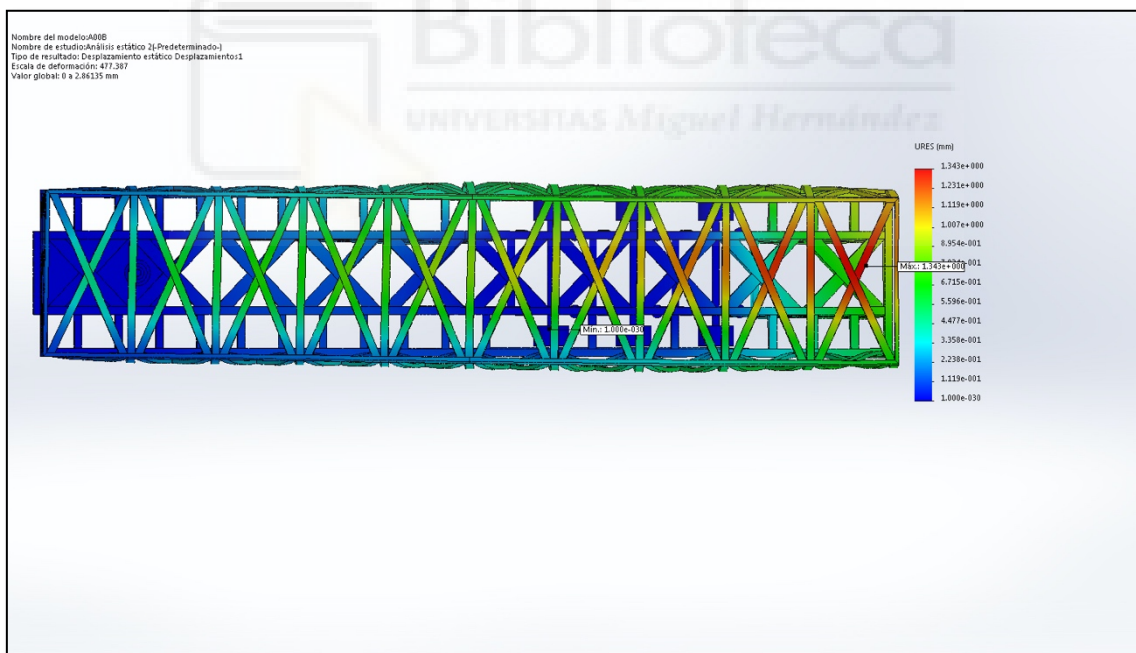 Biblioteca
UNIVERSITAS Miguel Hernández
Nombre del modelo:A00B
Nombre de estudio:Análisis estático 2(-Predeterminado-)
Tipo de resultado: Desplazamiento estático Desplazamientos1
Escala de deformación: 477.387
Valor global: 0 a 2.86135 mm
URES (mm)
1.343e+000
1.231e+000
1.119e+000
1.007e+000
8.954e-001
Máx.: 1.343e+000
6.715e-001
5.596e-001
4.477e-001
3.358e-001
2.238e-001
1.119e-001
1.000e-030
Mín.: 1.000e-030